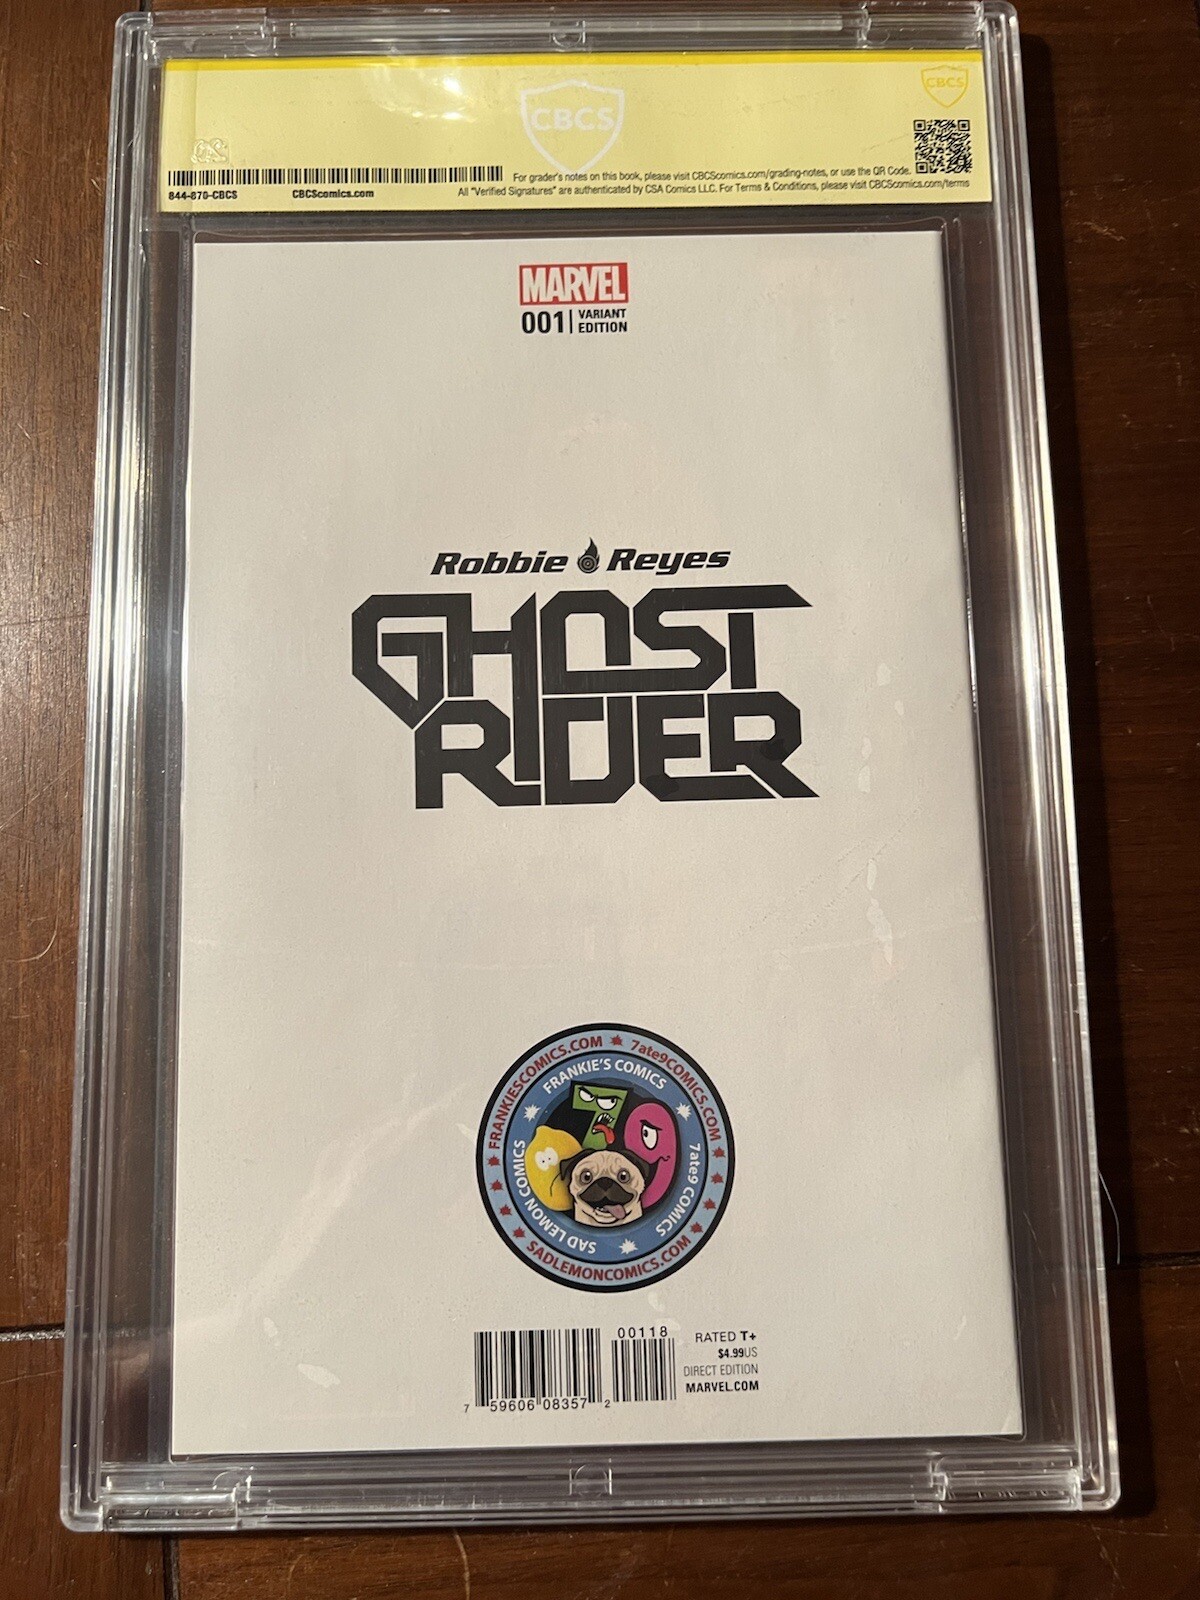 CBCS
CBCS
For grader's notes on this book, please visit CBCScomics.com/grading-notes, or use the QR Code.
844-870-CBCS CBCScomics.com All "Verified Signatures" are authenticated by CSA Comics LLC. For Terms & Conditions, please visit CBCScomics.com/terms
MARVEL
001 | VARIANT
EDITION
Robbie Reyes
GHOST
RIDER
FRANKIESCOMICS.COM 7ate9COMICS.COM
FRANKIE'S COMICS
7ate9 COMICS
SAD LEMON COMICS
SADLEMONCOMICS.COM
00118
RATED T+
$4.99US
DIRECT EDITION
MARVEL.COM
7 59606 08357 2